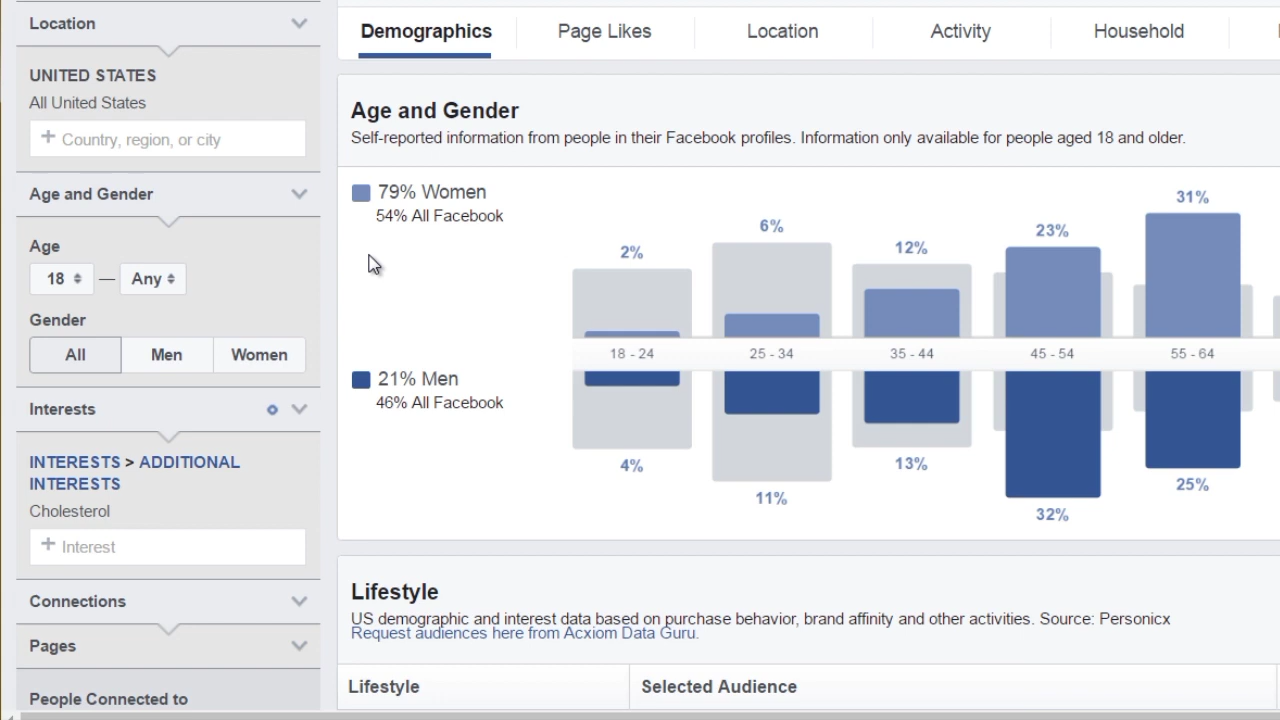 Location
UNITED STATES
All United States
+ Country, region, or city
Age and Gender
Age
18 — Any
Gender
All Men Women
Interests
INTERESTS > ADDITIONAL
INTERESTS
Cholesterol
+ Interest
Connections
Pages
People Connected to
Demographics Page Likes Location Activity Household
Age and Gender
Self-reported information from people in their Facebook profiles. Information only available for people aged 18 and older.
79% Women
54% All Facebook
2% 6% 12% 23% 31%
18 - 24 25 - 34 35 - 44 45 - 54 55 - 64
21% Men
46% All Facebook
4% 11% 13% 32% 25%
Lifestyle
US demographic and interest data based on purchase behavior, brand affinity and other activities. Source: Personicx
Request audiences here from Acxiom Data Guru.
Lifestyle Selected Audience